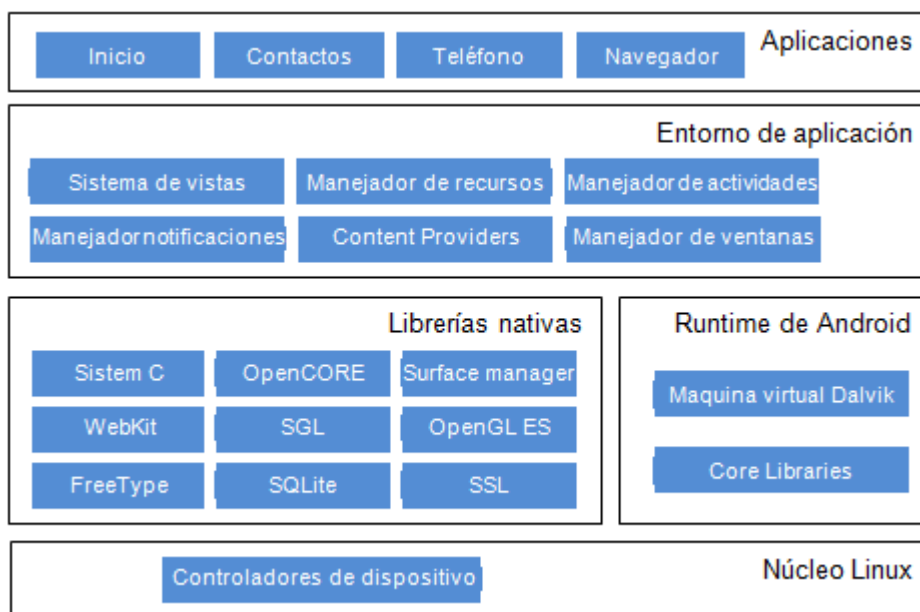 Aplicaciones
Inicio
Contactos
Teléfono
Navegador
Entorno de aplicación
Sistema de vistas
Manejador de recursos
Manejador de actividades
Manejador notificaciones
Content Providers
Manejador de ventanas
Librerías nativas
Sistem C
OpenCORE
Surface manager
WebKit
SGL
OpenGL ES
FreeType
SQLite
SSL
Runtime de Android
Maquina virtual Dalvik
Core Libraries
Núcleo Linux
Controladores de dispositivo